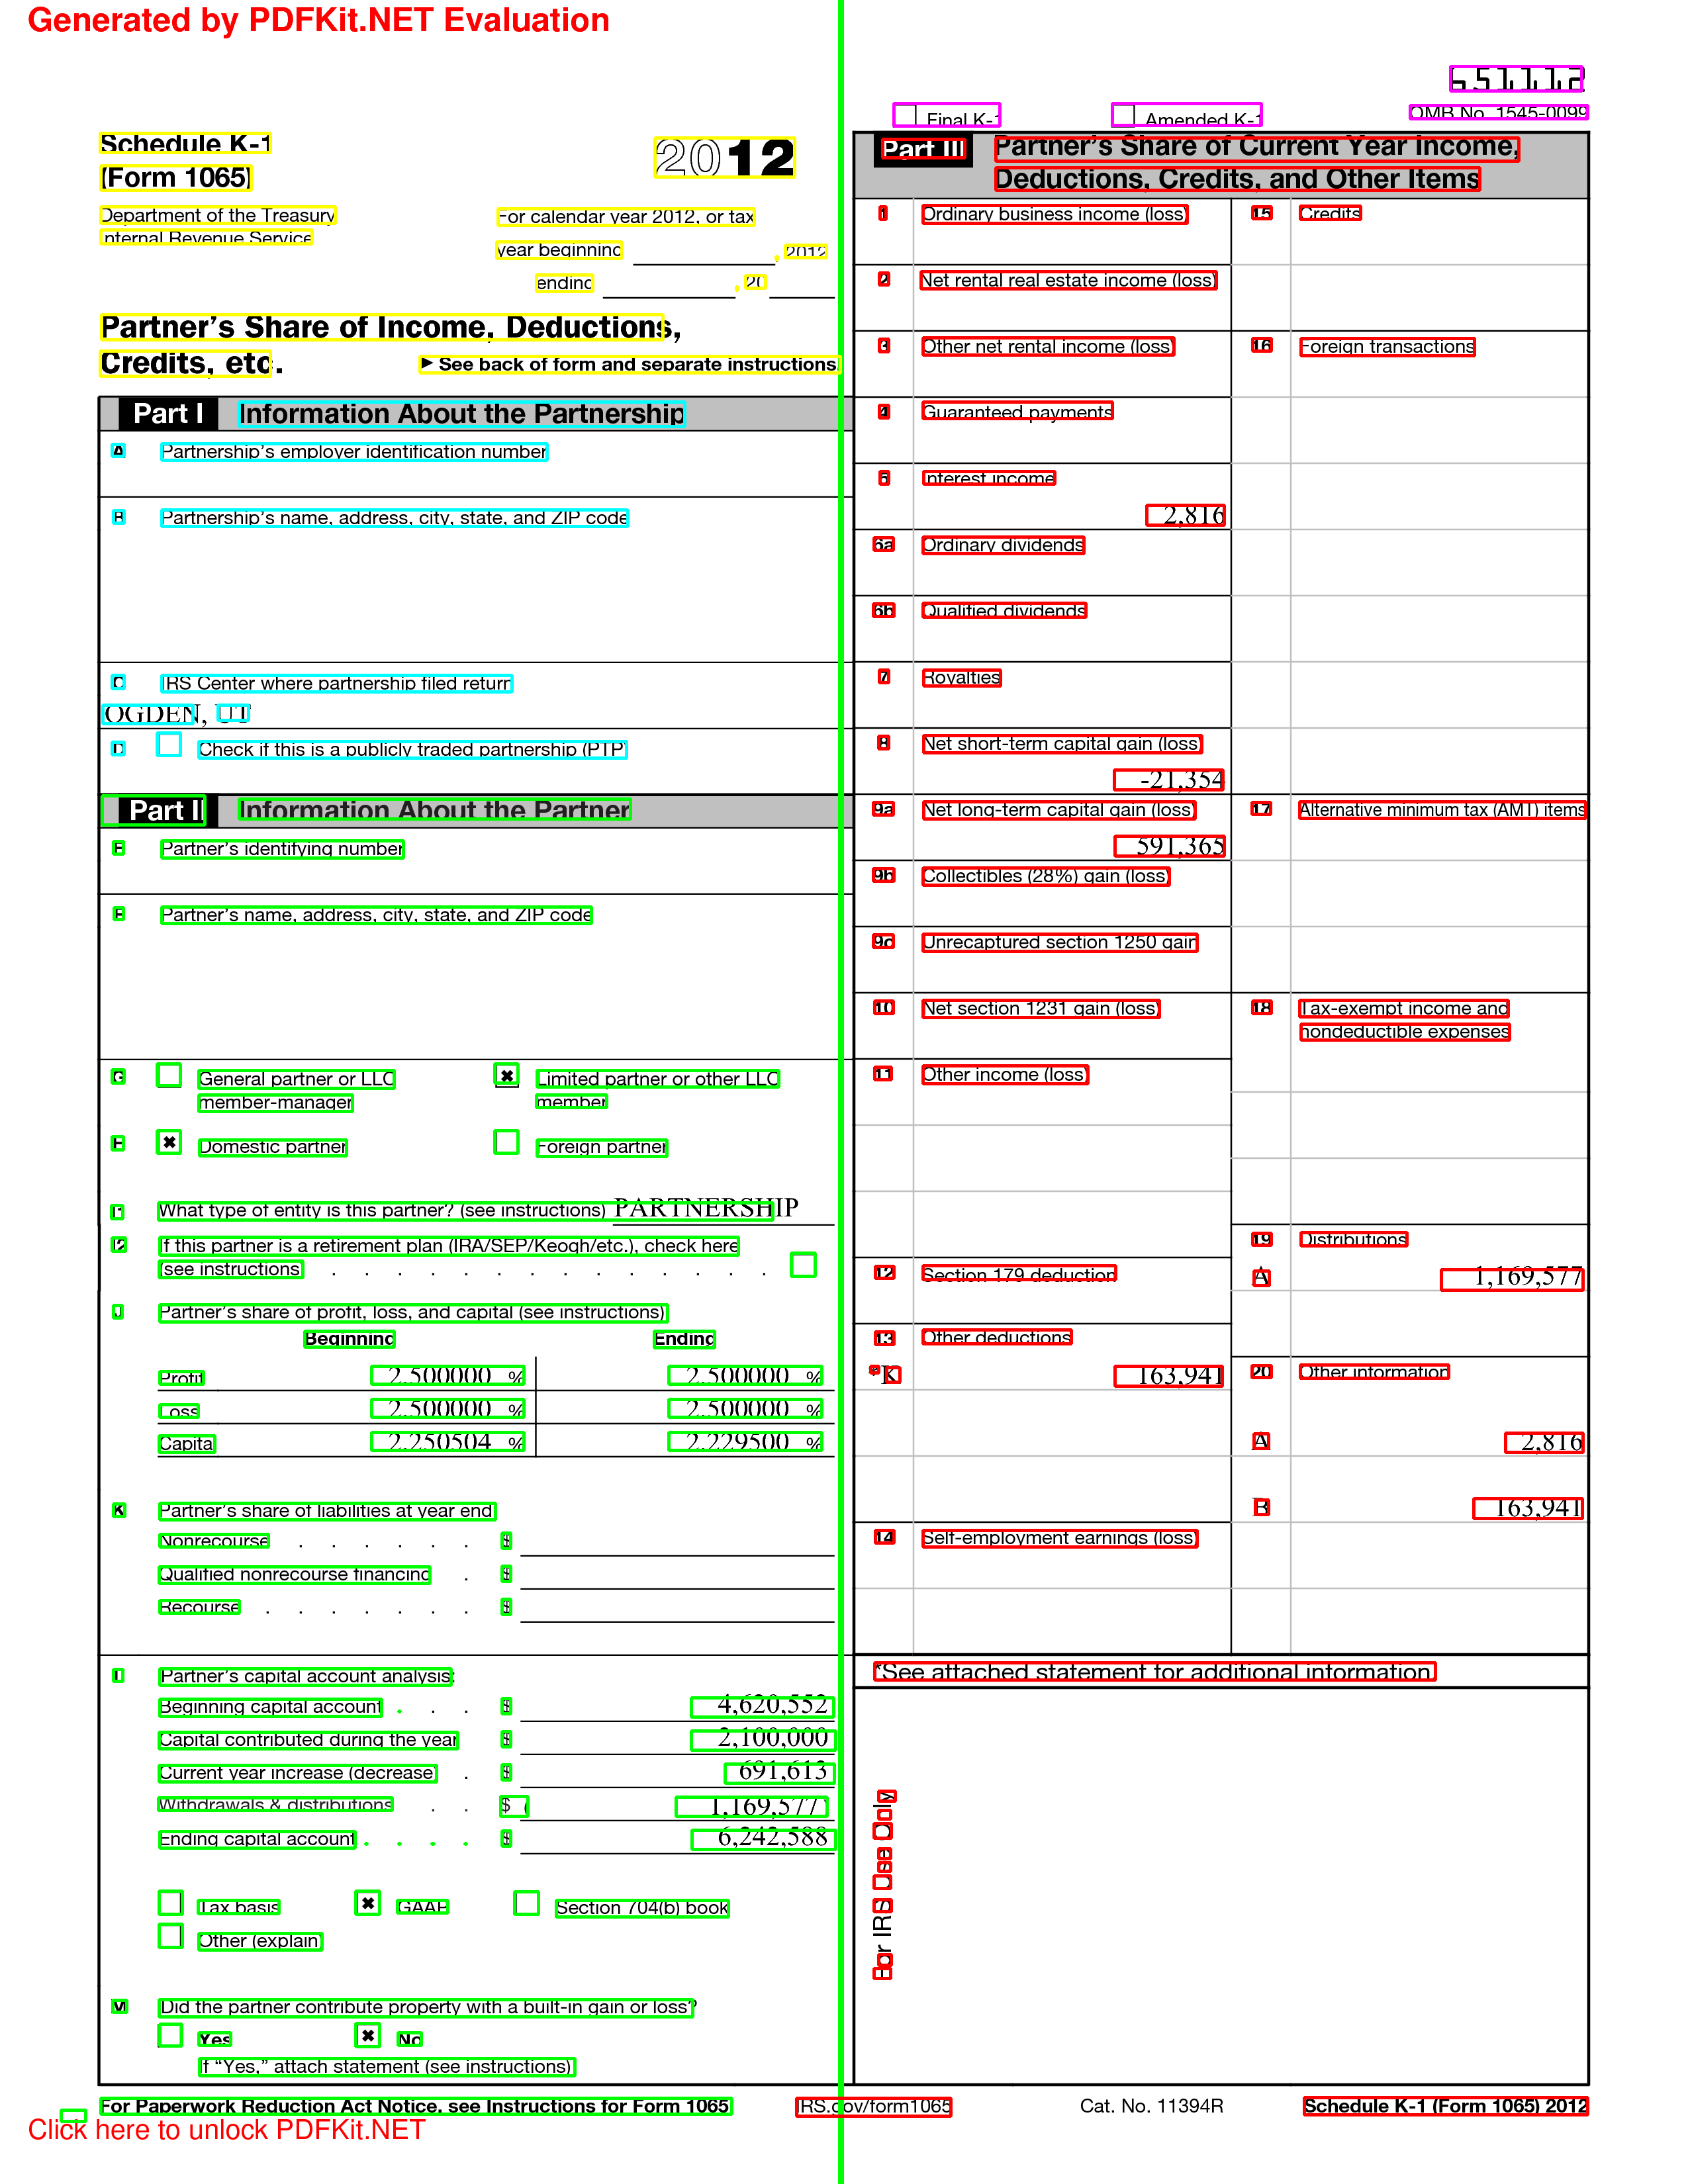 Generated by PDFKit.NET Evaluation
651112
Final K-1
Amended K-1
OMB No. 1545-0099
Schedule K-1
(Form 1065)
2012
Department of the Treasury
Internal Revenue Service
For calendar year 2012, or tax
year beginning , 2012
ending , 20
Partner's Share of Income, Deductions,
Credits, etc.
► See back of form and separate instructions.
Part I Information About the Partnership
A Partnership's employer identification number
B Partnership's name, address, city, state, and ZIP code
C IRS Center where partnership filed return
OGDEN, UT
D Check if this is a publicly traded partnership (PTP)
Part II Information About the Partner
E Partner's identifying number
F Partner's name, address, city, state, and ZIP code
G General partner or LLC
member-manager
✖ Limited partner or other LLC
member
H ✖ Domestic partner
Foreign partner
I1 What type of entity is this partner? (see instructions) PARTNERSHIP
I2 If this partner is a retirement plan (IRA/SEP/Keogh/etc.), check here
(see instructions) . . . . . . . . . . . . . .
J Partner's share of profit, loss, and capital (see instructions)
Beginning Ending
Profit 2.500000 % 2.500000 %
Loss 2.500000 % 2.500000 %
Capital 2.250504 % 2.229500 %
K Partner's share of liabilities at year end
Nonrecourse . . . . . . $
Qualified nonrecourse financing . $
Recourse . . . . . . . $
L Partner's capital account analysis:
Beginning capital account . . . $ 4,620,552
Capital contributed during the year $ 2,100,000
Current year increase (decrease) . $ 691,613
Withdrawals & distributions . . $ ( 1,169,577)
Ending capital account . . . . $ 6,242,588
Tax basis ✖ GAAP Section 704(b) book
Other (explain)
M Did the partner contribute property with a built-in gain or loss?
Yes ✖ No
If “Yes,” attach statement (see instructions)
Part III Partner's Share of Current Year Income,
Deductions, Credits, and Other Items
1 Ordinary business income (loss)
2 Net rental real estate income (loss)
3 Other net rental income (loss)
4 Guaranteed payments
5 Interest income
2,816
6a Ordinary dividends
6b Qualified dividends
7 Royalties
8 Net short-term capital gain (loss)
-21,354
9a Net long-term capital gain (loss)
591,365
9b Collectibles (28%) gain (loss)
9c Unrecaptured section 1250 gain
10 Net section 1231 gain (loss)
11 Other income (loss)
12 Section 179 deduction
13 Other deductions
*K 163,941
14 Self-employment earnings (loss)
15 Credits
16 Foreign transactions
17 Alternative minimum tax (AMT) items
18 Tax-exempt income and
nondeductible expenses
19 Distributions
A 1,169,577
20 Other information
A 2,816
B 163,941
*See attached statement for additional information.
For IRS Use Only
For Paperwork Reduction Act Notice, see Instructions for Form 1065.
IRS.gov/form1065
Cat. No. 11394R
Schedule K-1 (Form 1065) 2012
Click here to unlock PDFKit.NET